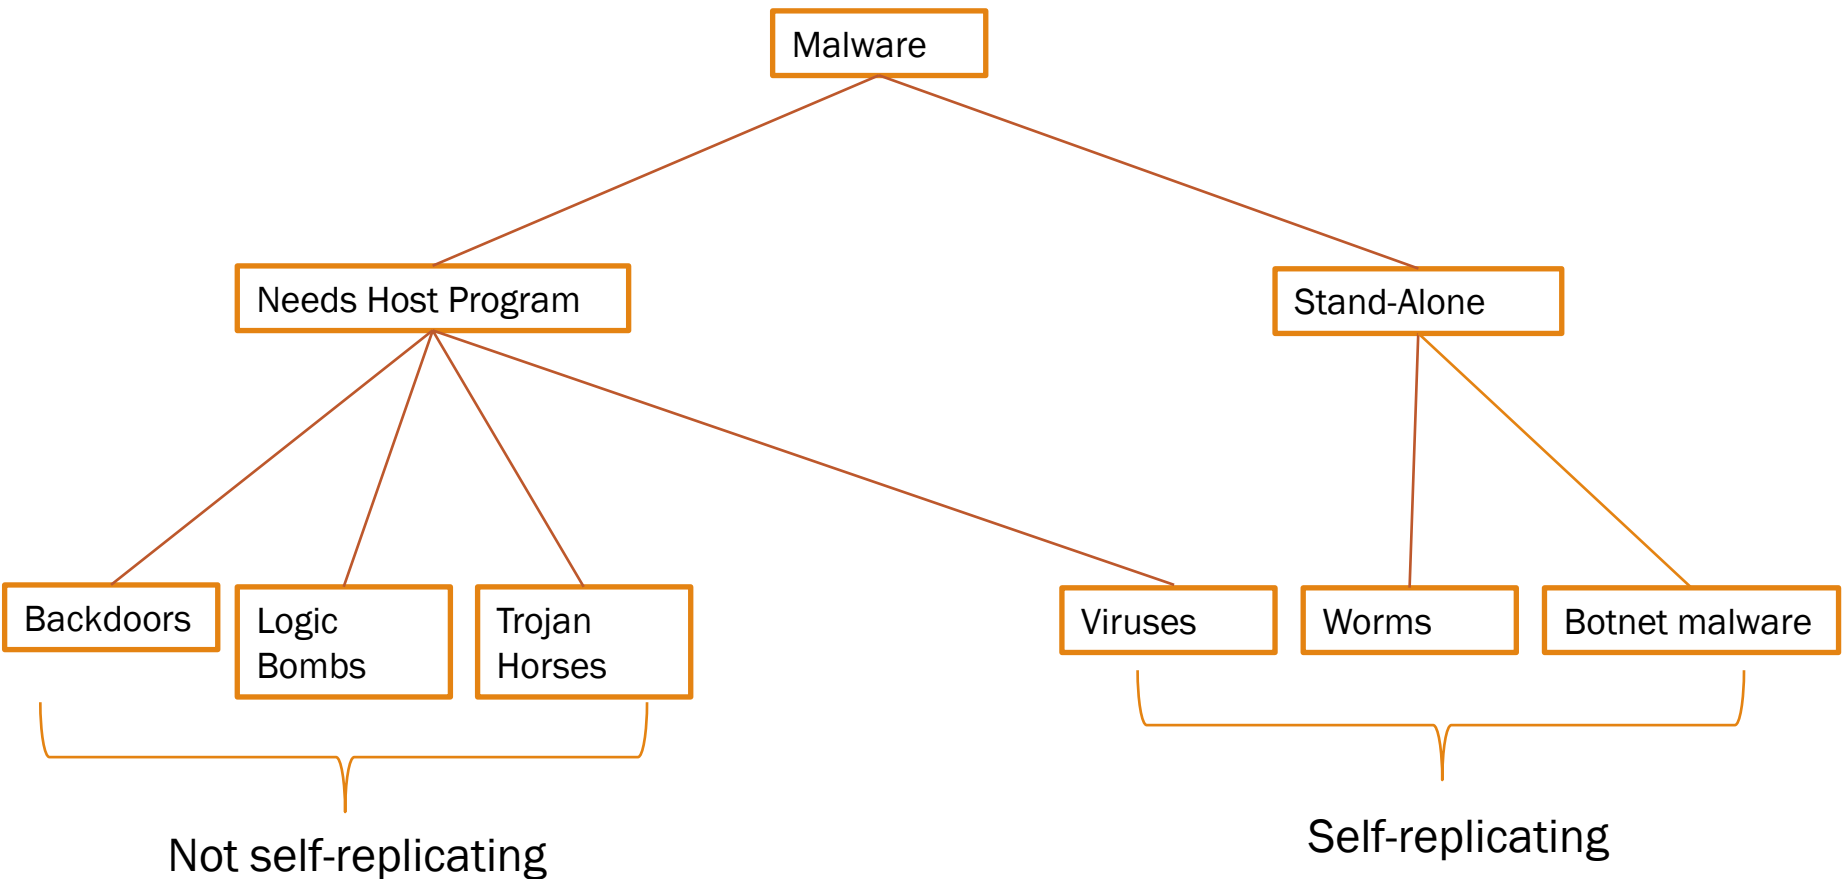 Malware
Needs Host Program
Stand-Alone
Backdoors
Logic
Bombs
Trojan
Horses
Viruses
Worms
Botnet malware
Not self-replicating
Self-replicating